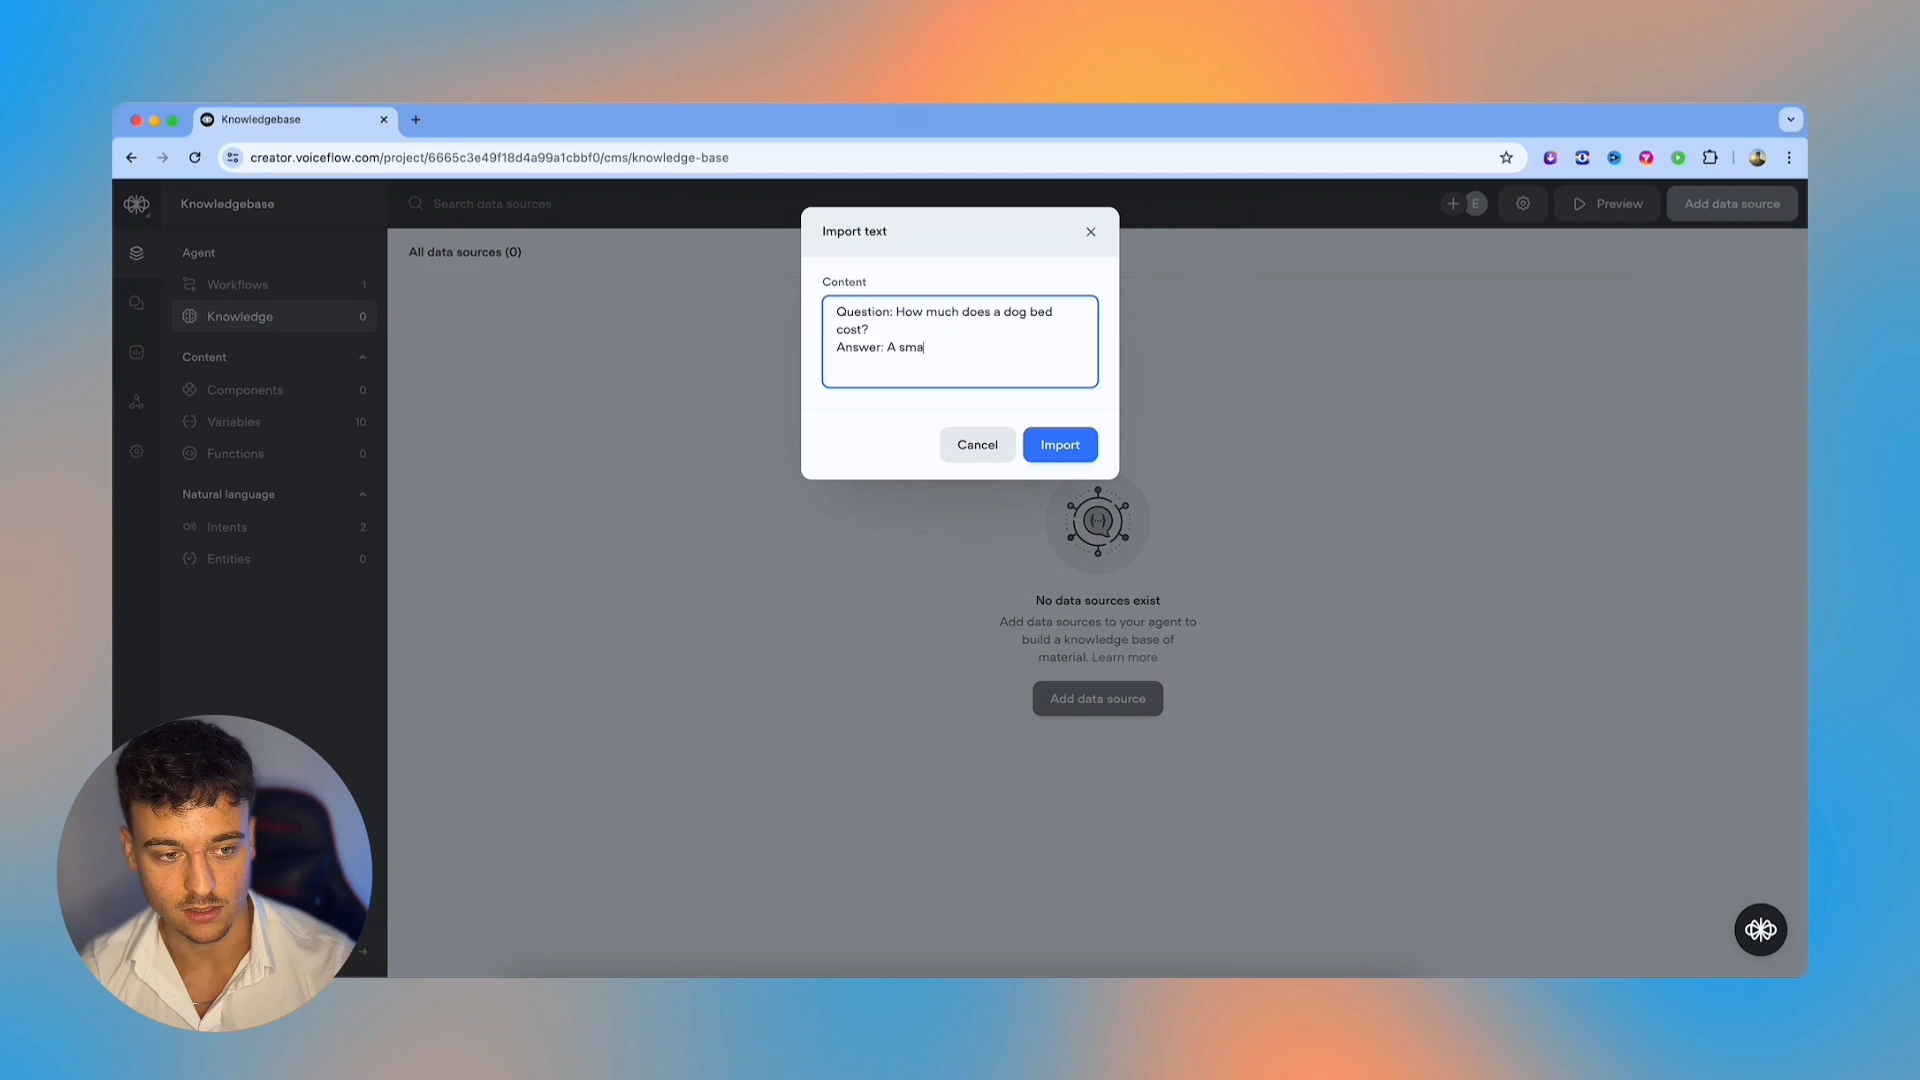 Knowledgebase
creator.voiceflow.com/project/6665c3e49f18d4a99a1cbbf0/cms/knowledge-base
Knowledgebase
Search data sources
E
Preview
Add data source
Agent
Workflows 1
Knowledge 0
Content
Components 0
Variables 10
Functions 0
Natural language
Intents 2
Entities 0
All data sources (0)
Import text
Content
Question: How much does a dog bed
cost?
Answer: A sma
Cancel
Import
No data sources exist
Add data sources to your agent to
build a knowledge base of
material. Learn more
Add data source